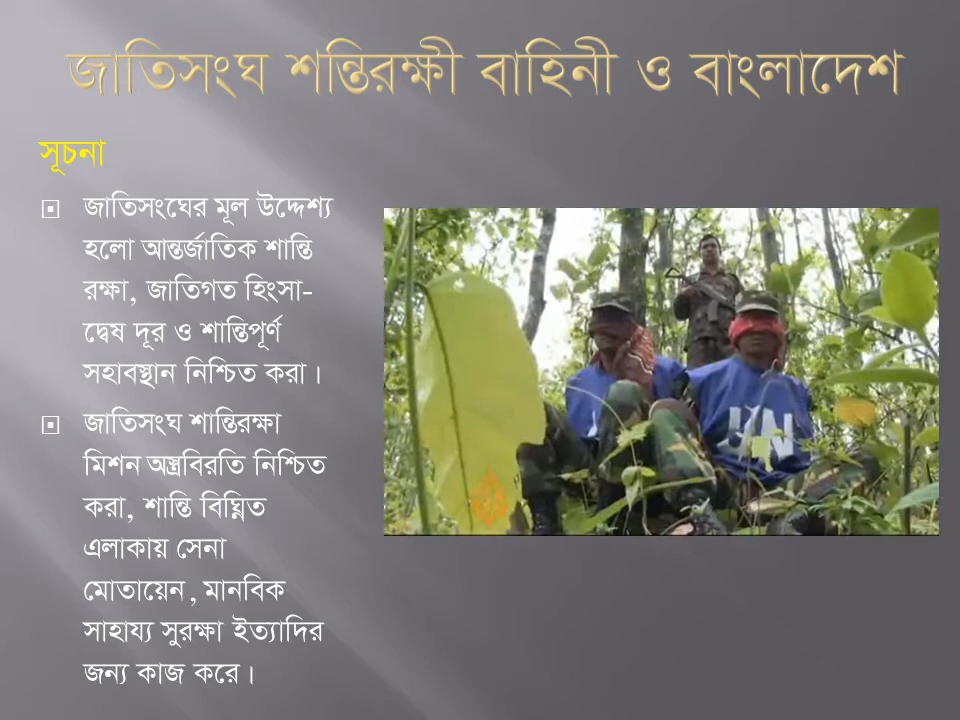 জাতিসংঘ শন্তিরক্ষী বাহিনী ও বাংলাদেশ
সূচনা
জাতিসংঘের মূল উদ্দেশ্য
হলো আন্তর্জাতিক শান্তি
রক্ষা, জাতিগত হিংসা-
দ্বেষ দূর ও শান্তিপূর্ণ
সহাবস্থান নিশ্চিত করা।
জাতিসংঘ শান্তিরক্ষা
মিশন অস্ত্রবিরতি নিশ্চিত
করা, শান্তি বিঘ্নিত
এলাকায় সেনা
মোতায়েন, মানবিক
সাহায্য সুরক্ষা ইত্যাদির
জন্য কাজ করে।
UN